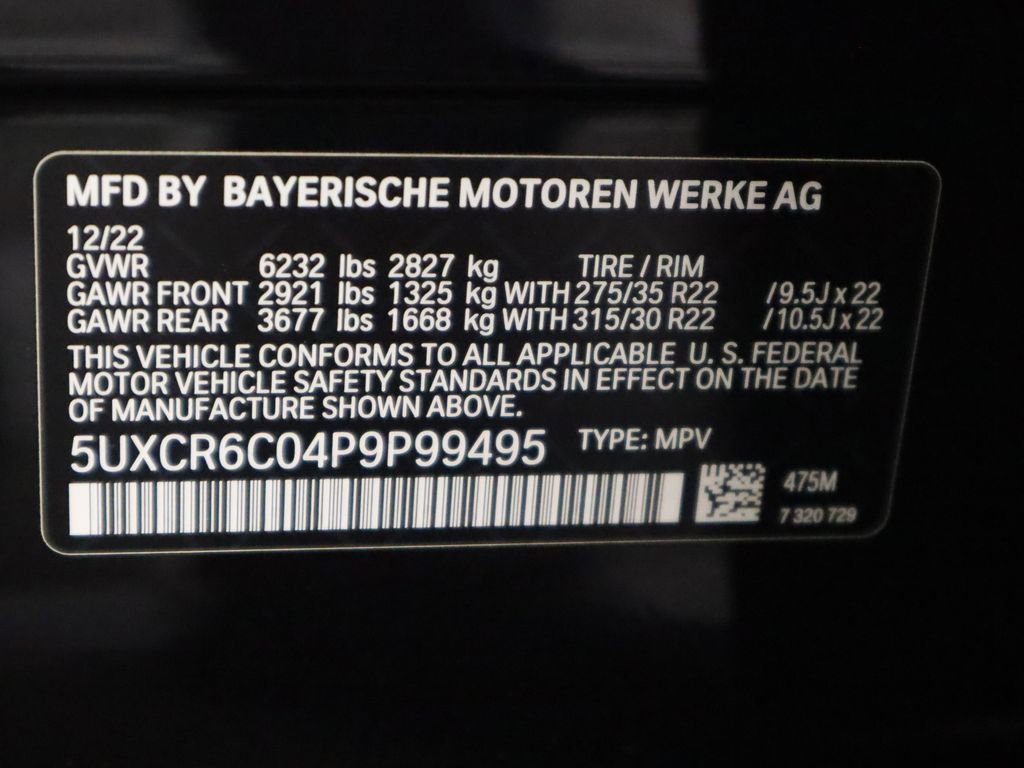 MFD BY BAYERISCHE MOTOREN WERKE AG
12/22
GVWR 6232 lbs 2827 kg TIRE / RIM
GAWR FRONT 2921 lbs 1325 kg WITH 275/35 R22 /9.5J x 22
GAWR REAR 3677 lbs 1668 kg WITH 315/30 R22 /10.5J x 22
THIS VEHICLE CONFORMS TO ALL APPLICABLE U. S. FEDERAL
MOTOR VEHICLE SAFETY STANDARDS IN EFFECT ON THE DATE
OF MANUFACTURE SHOWN ABOVE.
5UXCR6C04P9P99495 TYPE: MPV
475M
7 320 729